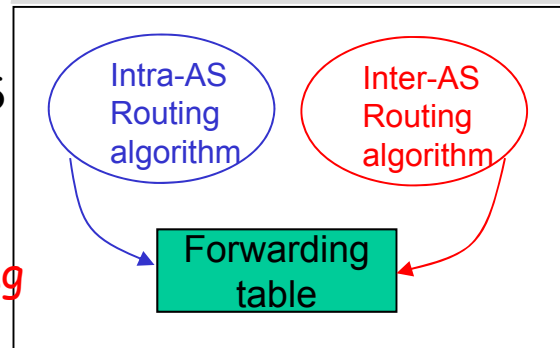 Intra-AS
Routing
algorithm
Inter-AS
Routing
algorithm
Forwarding
table